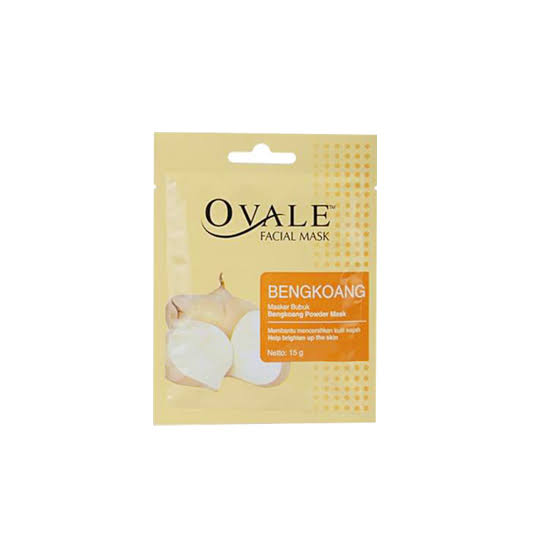 OVALE™
FACIAL MASK
BENGKOANG
Masker Bubuk
Bengkoang Powder Mask
Membantu mencerahkan kulit wajah
Help brighten up the skin
Netto: 15 g